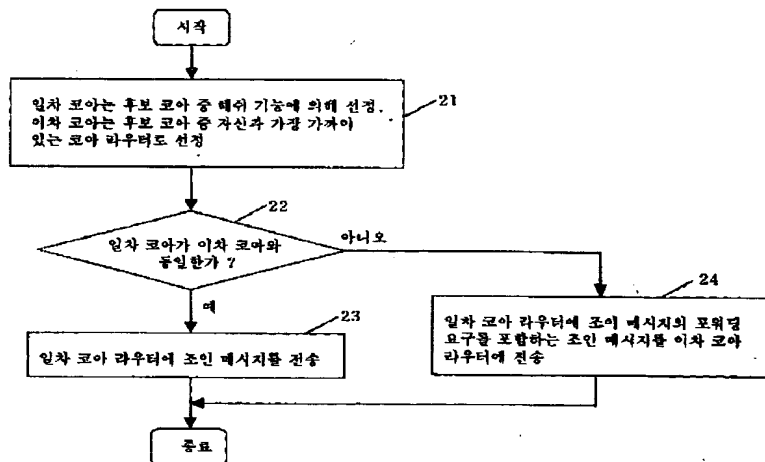 시작
일차 코아는 후보 코아 중 해쉬 기능에 의해 선정.
이차 코아는 후보 코아 중 자신과 가장 가까이
있는 코아 라우터로 선정
21
22
일차 코아가 이차 코아와
동일한가 ?
아니오
예
23
24
일차 코아 라우터에 조인 메시지를 전송
일차 코아 라우터에 조인 메시지의 포워딩
요구를 포함하는 조인 메시지를 이차 코아
라우터에 전송
종료